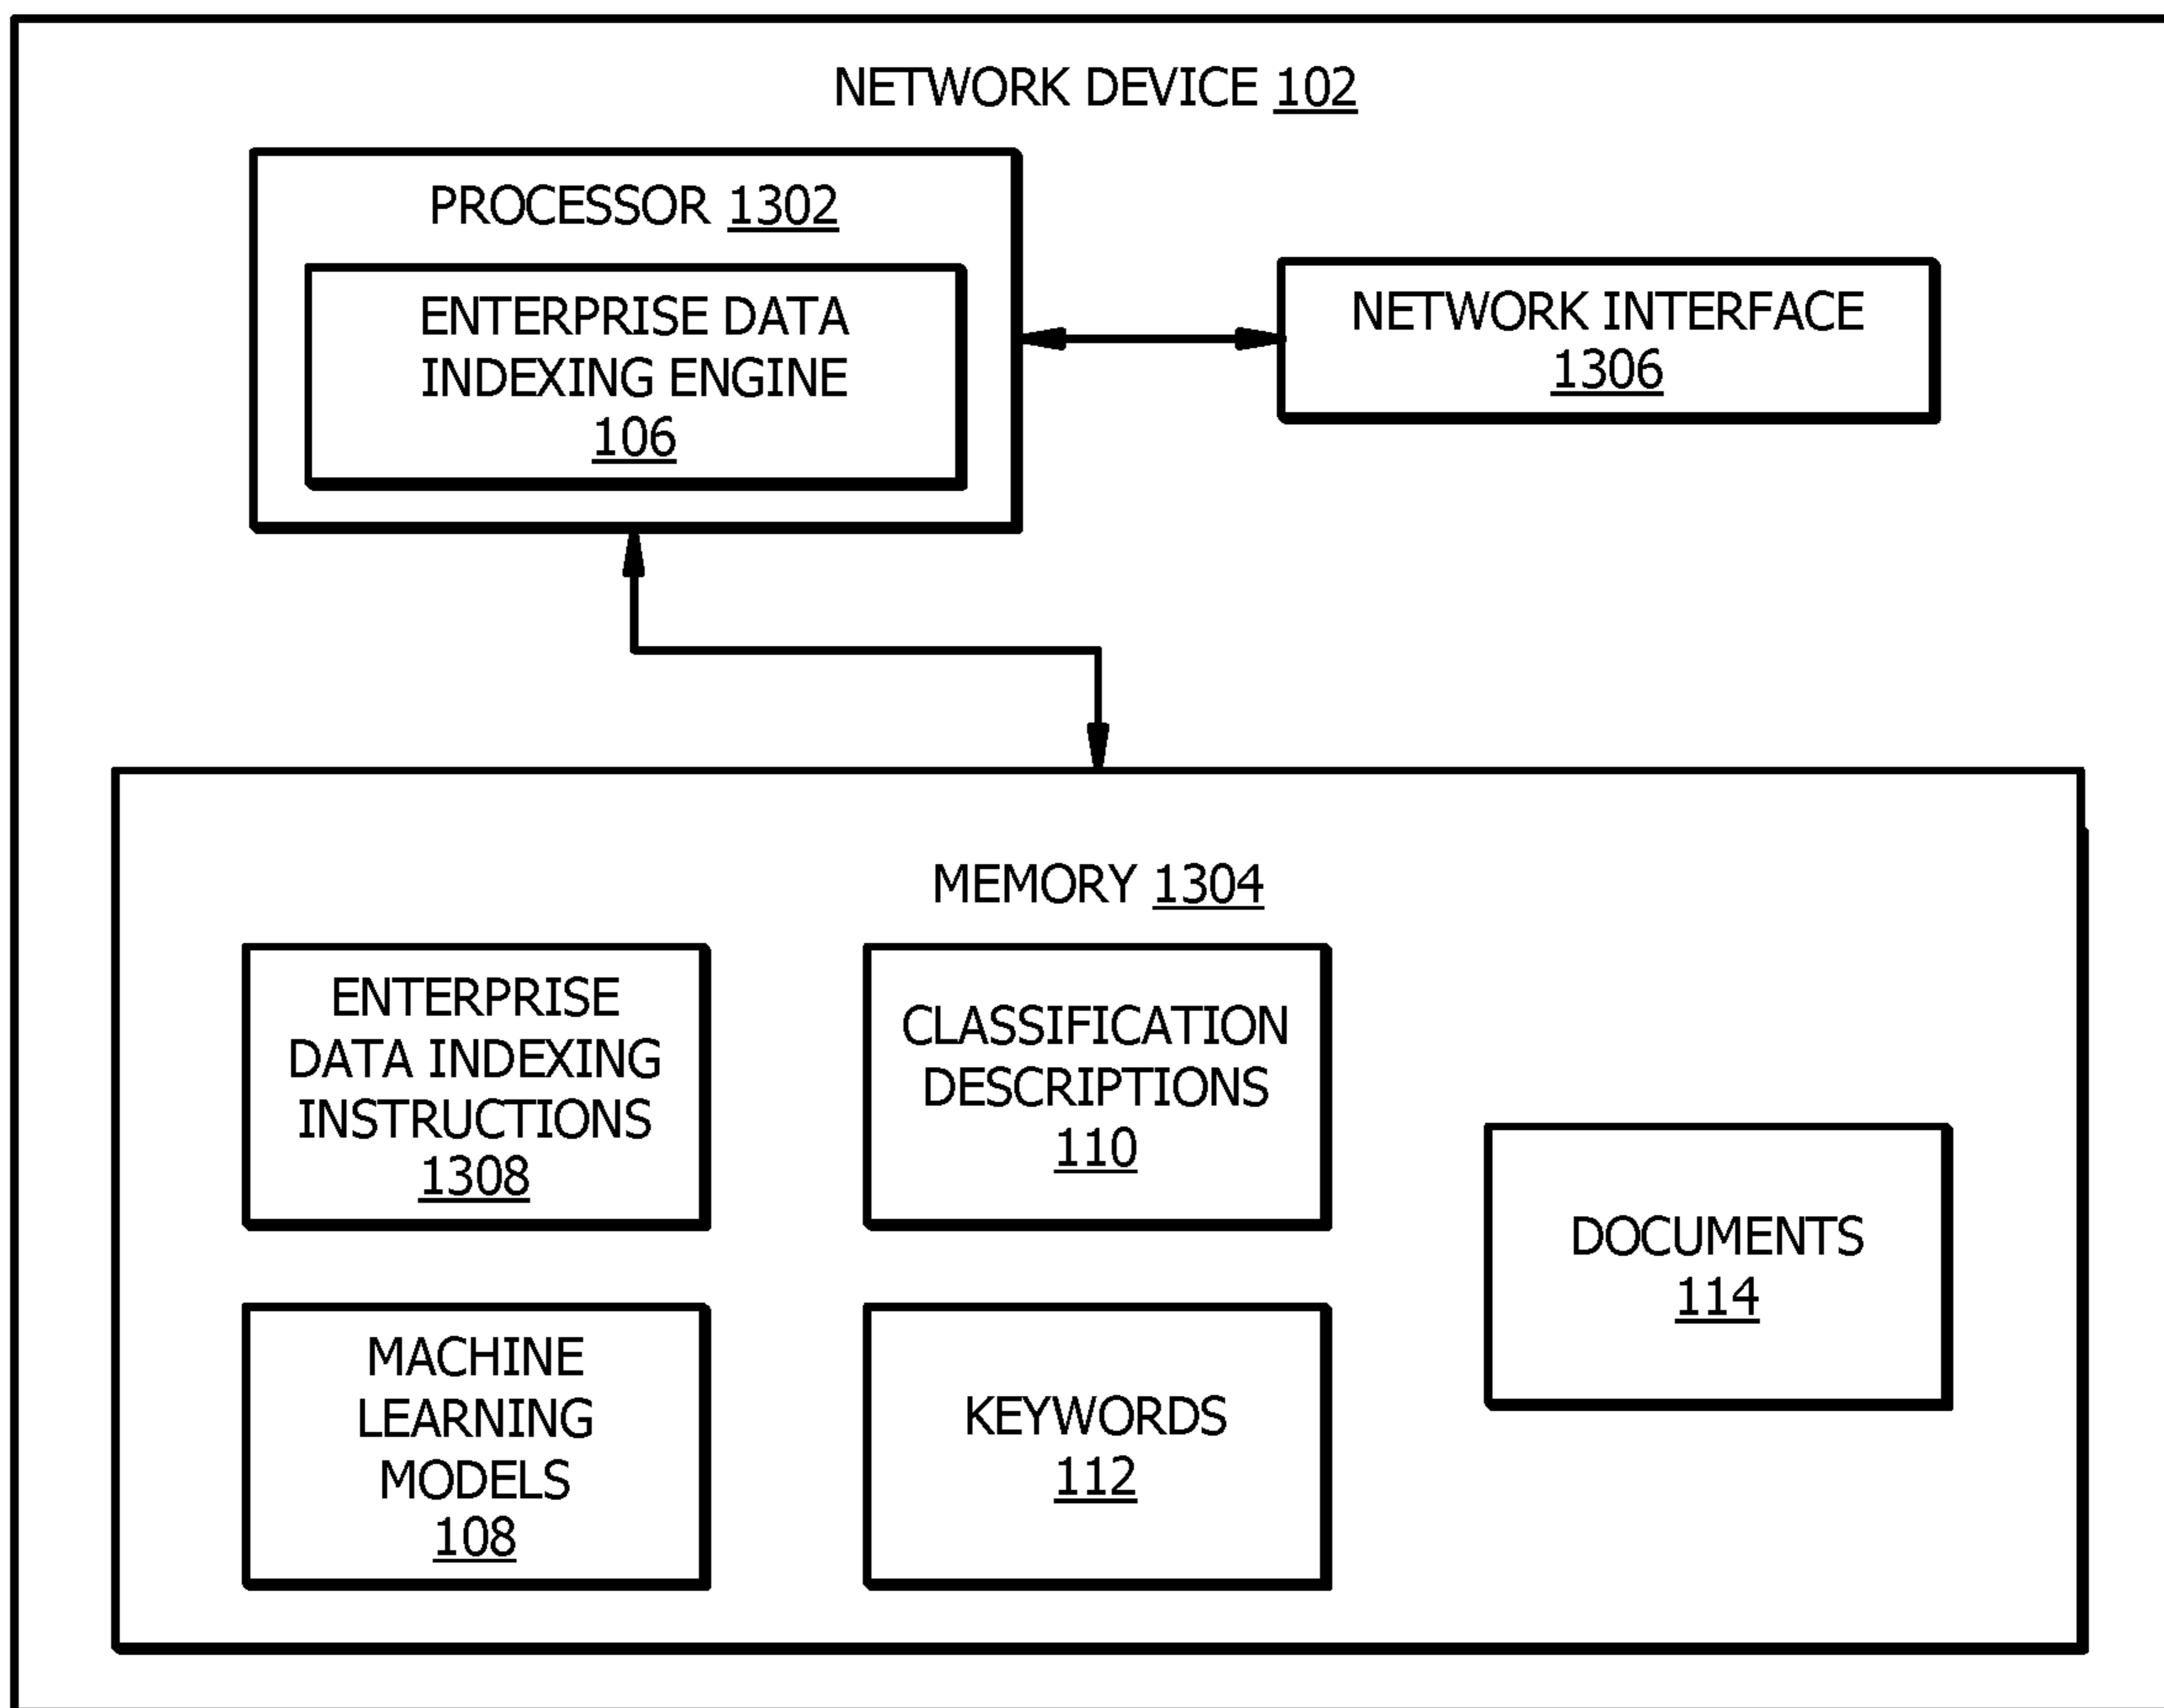 NETWORK DEVICE 102
PROCESSOR 1302
ENTERPRISE DATA
INDEXING ENGINE
106
NETWORK INTERFACE
1306
MEMORY 1304
ENTERPRISE
DATA INDEXING
INSTRUCTIONS
1308
CLASSIFICATION
DESCRIPTIONS
110
DOCUMENTS
114
MACHINE
LEARNING
MODELS
108
KEYWORDS
112